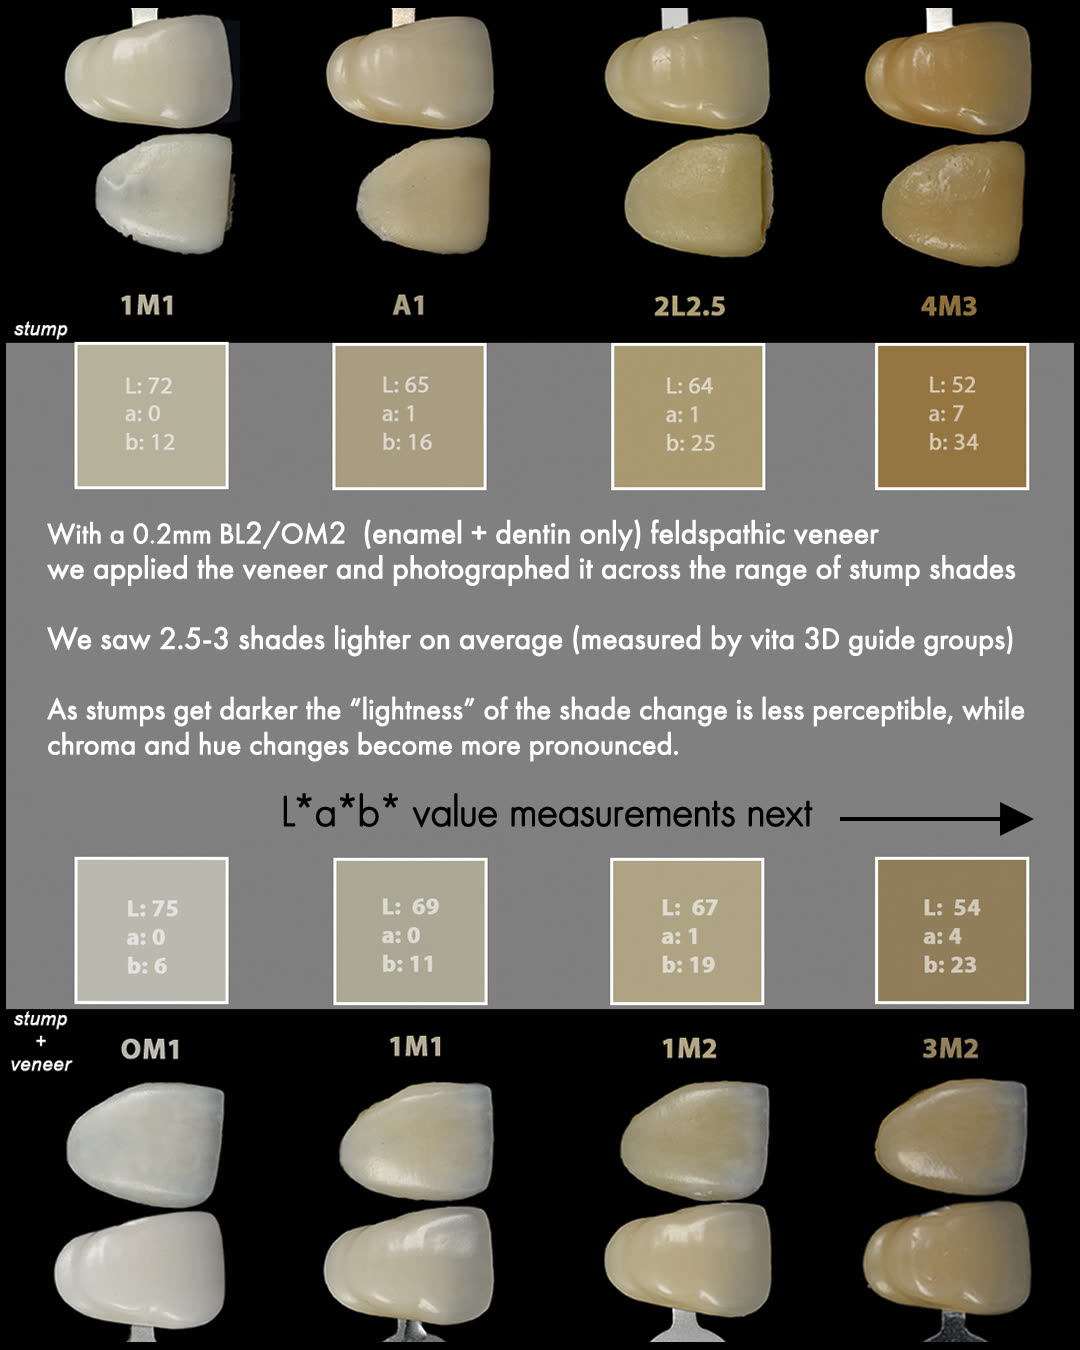 1M1
A1
2L2.5
4M3
stump
L: 72
a: 0
b: 12
L: 65
a: 1
b: 16
L: 64
a: 1
b: 25
L: 52
a: 7
b: 34
With a 0.2mm BL2/OM2 (enamel + dentin only) feldspathic veneer
we applied the veneer and photographed it across the range of stump shades
We saw 2.5-3 shades lighter on average (measured by vita 3D guide groups)
As stumps get darker the “lightness” of the shade change is less perceptible, while
chroma and hue changes become more pronounced.
L*a*b* value measurements next
L: 75
a: 0
b: 6
L: 69
a: 0
b: 11
L: 67
a: 1
b: 19
L: 54
a: 4
b: 23
stump
+
veneer
OM1
1M1
1M2
3M2